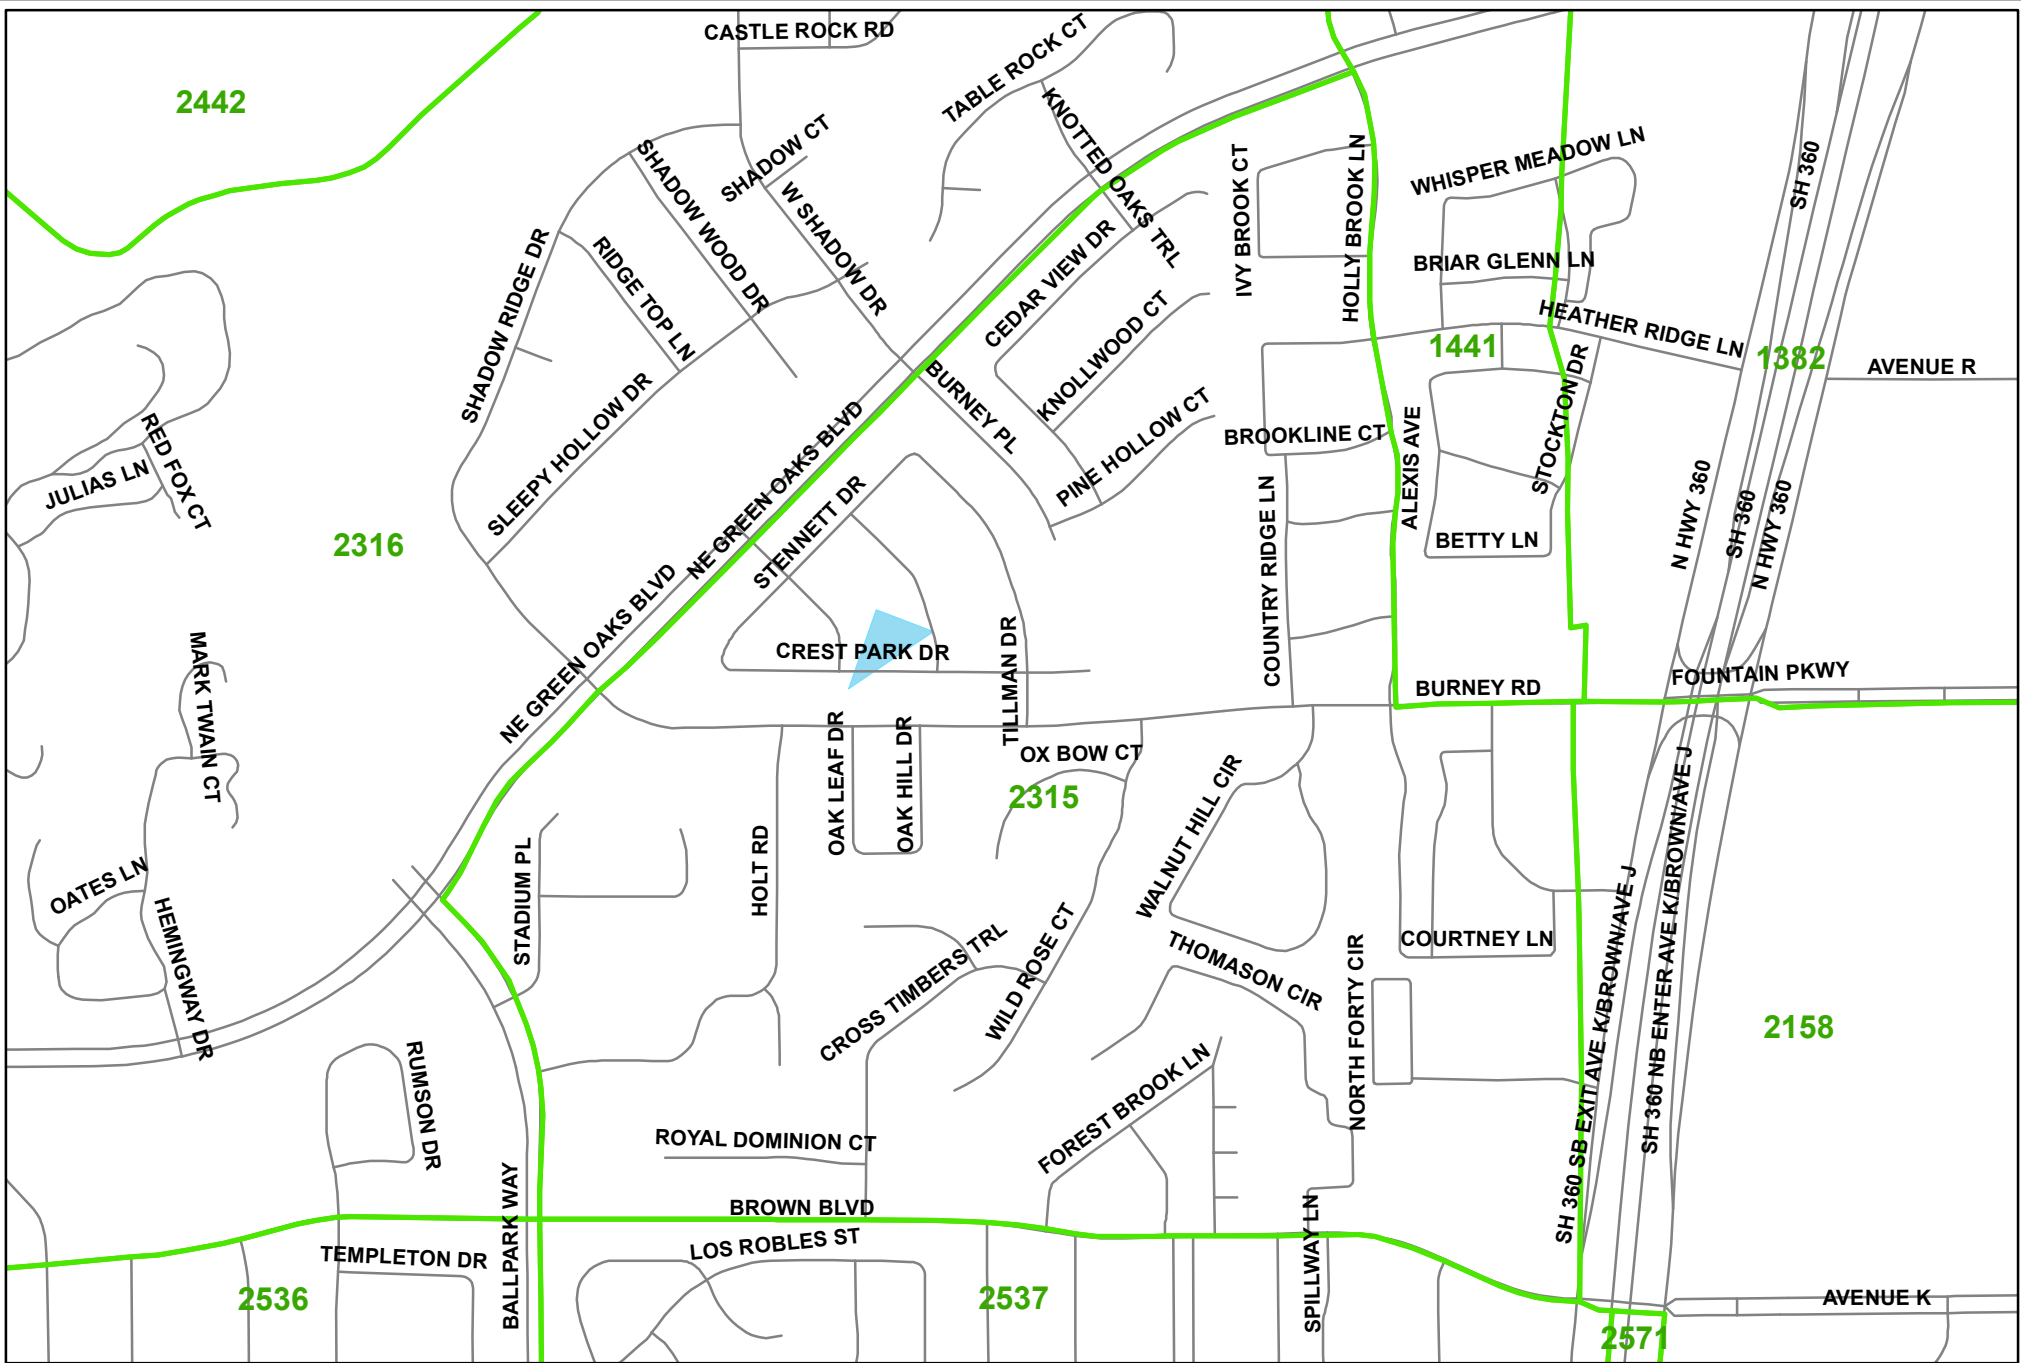 CASTLE ROCK RD
TABLE ROCK CT
2442
KNOTTED OAKS TRL
SHADOW CT
SHADOW WOOD DR
W SHADOW DR
IVY BROOK CT
HOLLY BROOK LN
WHISPER MEADOW LN
SH 360
SHADOW RIDGE DR
RIDGE TOP LN
CEDAR VIEW DR
BRIAR GLENN LN
HEATHER RIDGE LN
1441
1382
AVENUE R
KNOLLWOOD CT
BURNEY PL
SLEEPY HOLLOW DR
STOCKTON DR
PINE HOLLOW CT
BROOKLINE CT
ALEXIS AVE
RED FOX CT
JULIAS LN
NE GREEN OAKS BLVD
STENNETT DR
2316
COUNTRY RIDGE LN
BETTY LN
N HWY 360
SH 360
N HWY 360
NE GREEN OAKS BLVD
CREST PARK DR
TILLMAN DR
MARK TWAIN CT
BURNEY RD
FOUNTAIN PKWY
OAK LEAF DR
OAK HILL DR
OX BOW CT
2315
WALNUT HILL CIR
HOLT RD
STADIUM PL
OATES LN
HEMINGWAY DR
CROSS TIMBERS TRL
WILD ROSE CT
THOMASON CIR
NORTH FORTY CIR
COURTNEY LN
SH 360 SB EXIT AVE K/BROWN/AVE J
SH 360 NB ENTER AVE K/BROWN/AVE J
2158
RUMSON DR
FOREST BROOK LN
ROYAL DOMINION CT
BALLPARK WAY
BROWN BLVD
LOS ROBLES ST
TEMPLETON DR
SPILLWAY LN
2536
2537
AVENUE K
2571